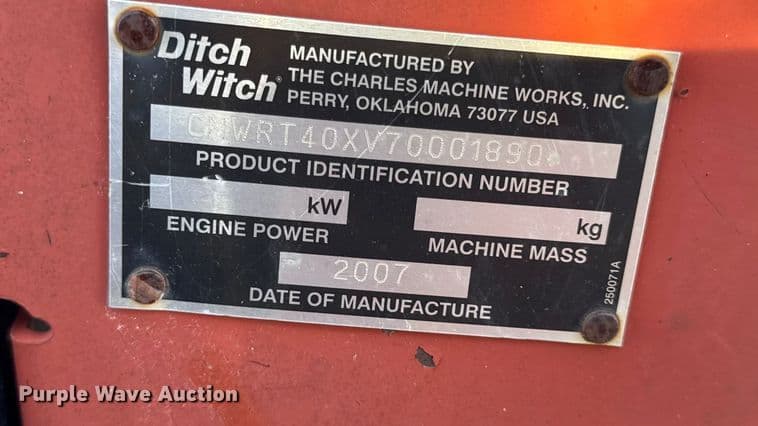 Ditch Witch®
MANUFACTURED BY
THE CHARLES MACHINE WORKS, INC.
PERRY, OKLAHOMA 73077 USA
CMWRT40XV70001890
PRODUCT IDENTIFICATION NUMBER
kW
ENGINE POWER
kg
MACHINE MASS
2007
DATE OF MANUFACTURE
250071A
Purple Wave Auction